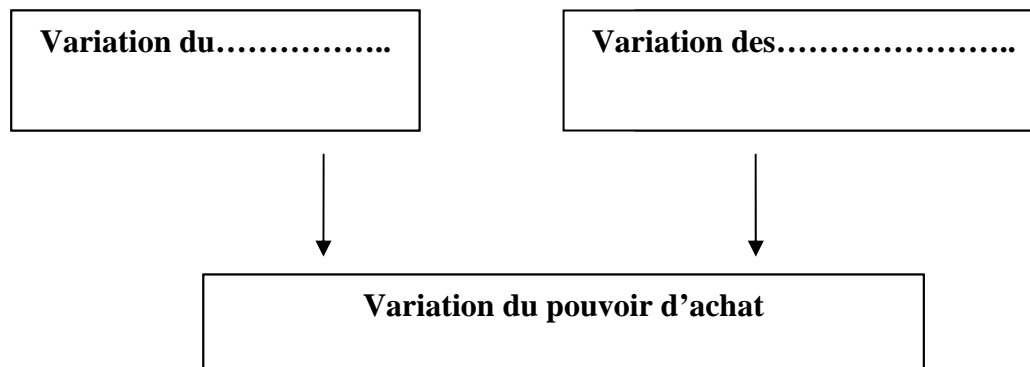 Variation du……………..
Variation des…………………..
Variation du pouvoir d’achat